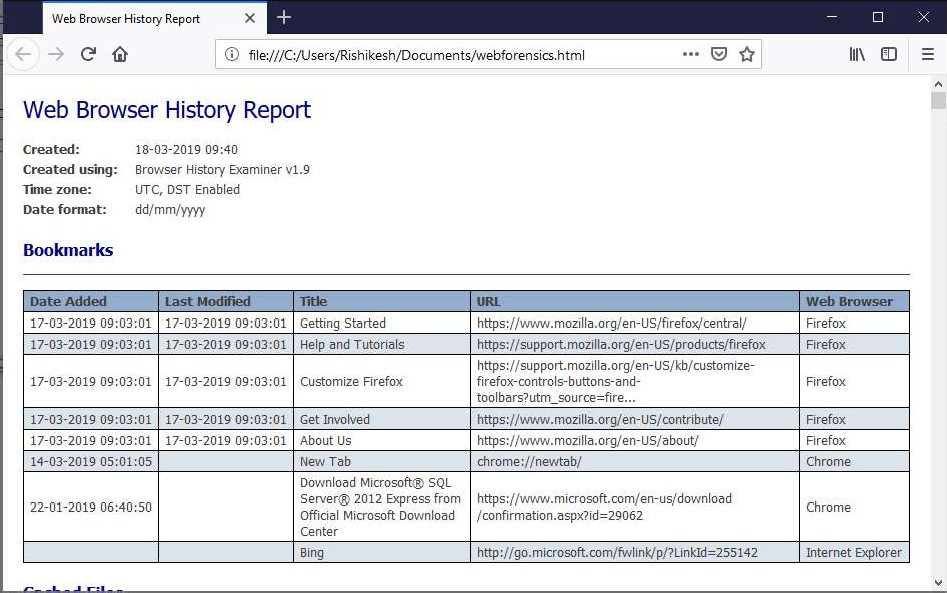 Web Browser History Report
file:///C:/Users/Rishikesh/Documents/webforensics.html
Web Browser History Report
Created: 18-03-2019 09:40
Created using: Browser History Examiner v1.9
Time zone: UTC, DST Enabled
Date format: dd/mm/yyyy
Bookmarks
Date Added Last Modified Title URL Web Browser
17-03-2019 09:03:01 17-03-2019 09:03:01 Getting Started https://www.mozilla.org/en-US/firefox/central/ Firefox
17-03-2019 09:03:01 17-03-2019 09:03:01 Help and Tutorials https://support.mozilla.org/en-US/products/firefox Firefox
17-03-2019 09:03:01 17-03-2019 09:03:01 Customize Firefox https://support.mozilla.org/en-US/kb/customize-
firefox-controls-buttons-and-
toolbars?utm_source=fire... Firefox
17-03-2019 09:03:01 17-03-2019 09:03:01 Get Involved https://www.mozilla.org/en-US/contribute/ Firefox
17-03-2019 09:03:01 17-03-2019 09:03:01 About Us https://www.mozilla.org/en-US/about/ Firefox
14-03-2019 05:01:05 New Tab chrome://newtab/ Chrome
22-01-2019 06:40:50 Download Microsoft® SQL
Server® 2012 Express from
Official Microsoft Download
Center https://www.microsoft.com/en-us/download
/confirmation.aspx?id=29062 Chrome
Bing http://go.microsoft.com/fwlink/p/?LinkId=255142 Internet Explorer
Cached Files